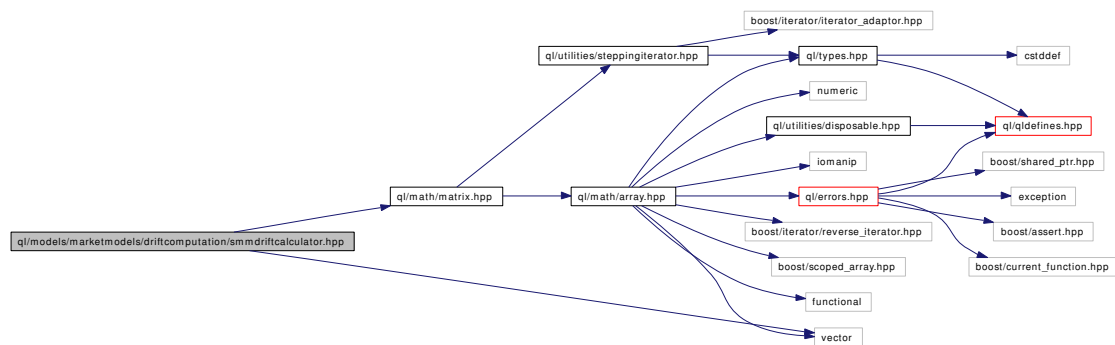 boost/iterator/iterator_adaptor.hpp
ql/utilities/steppingiterator.hpp
ql/types.hpp
cstddef
numeric
ql/utilities/disposable.hpp
ql/qldefines.hpp
iomanip
boost/shared_ptr.hpp
ql/math/matrix.hpp
ql/math/array.hpp
ql/errors.hpp
exception
boost/iterator/reverse_iterator.hpp
boost/assert.hpp
ql/models/marketmodels/driftcomputation/smmdriftcalculator.hpp
boost/scoped_array.hpp
boost/current_function.hpp
functional
vector